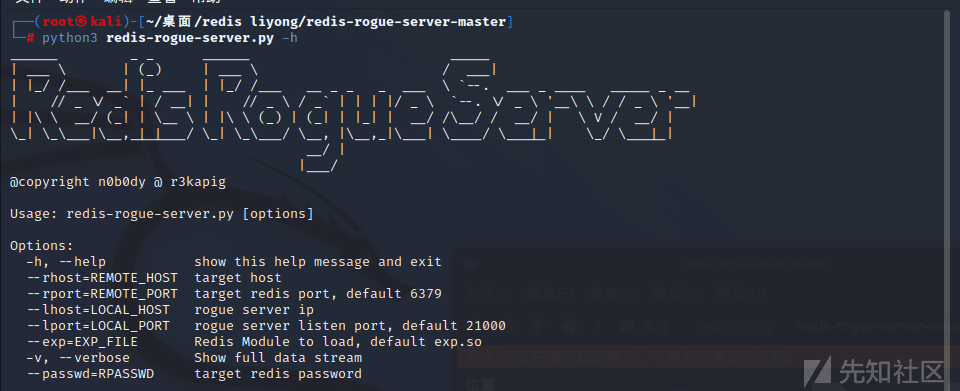 ┌──(root㉿kali)-[~/桌面/redis liyong/redis-rogue-server-master]
└─# python3 redis-rogue-server.py -h
RedisRogueServer
@copyright n0b0dy @ r3kapig
Usage: redis-rogue-server.py [options]
Options:
-h, --help show this help message and exit
--rhost=REMOTE_HOST target host
--rport=REMOTE_PORT target redis port, default 6379
--lhost=LOCAL_HOST rogue server ip
--lport=LOCAL_PORT rogue server listen port, default 21000
--exp=EXP_FILE Redis Module to load, default exp.so
-v, --verbose Show full data stream
--passwd=RPASSWD target redis password
先知社区